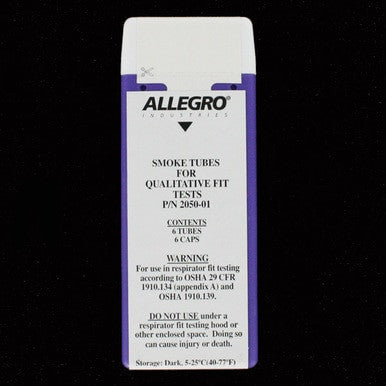 ALLEGRO®
INDUSTRIES
SMOKE TUBES
FOR
QUALITATIVE FIT
TESTS
P/N 2050-01
CONTENTS
6 TUBES
6 CAPS
WARNING
For use in respirator fit testing
according to OSHA 29 CFR
1910.134 (appendix A) and
OSHA 1910.139.
DO NOT USE under a
respirator fit testing hood or
other enclosed space. Doing so
can cause injury or death.
Storage: Dark, 5-25°C(40-77°F)